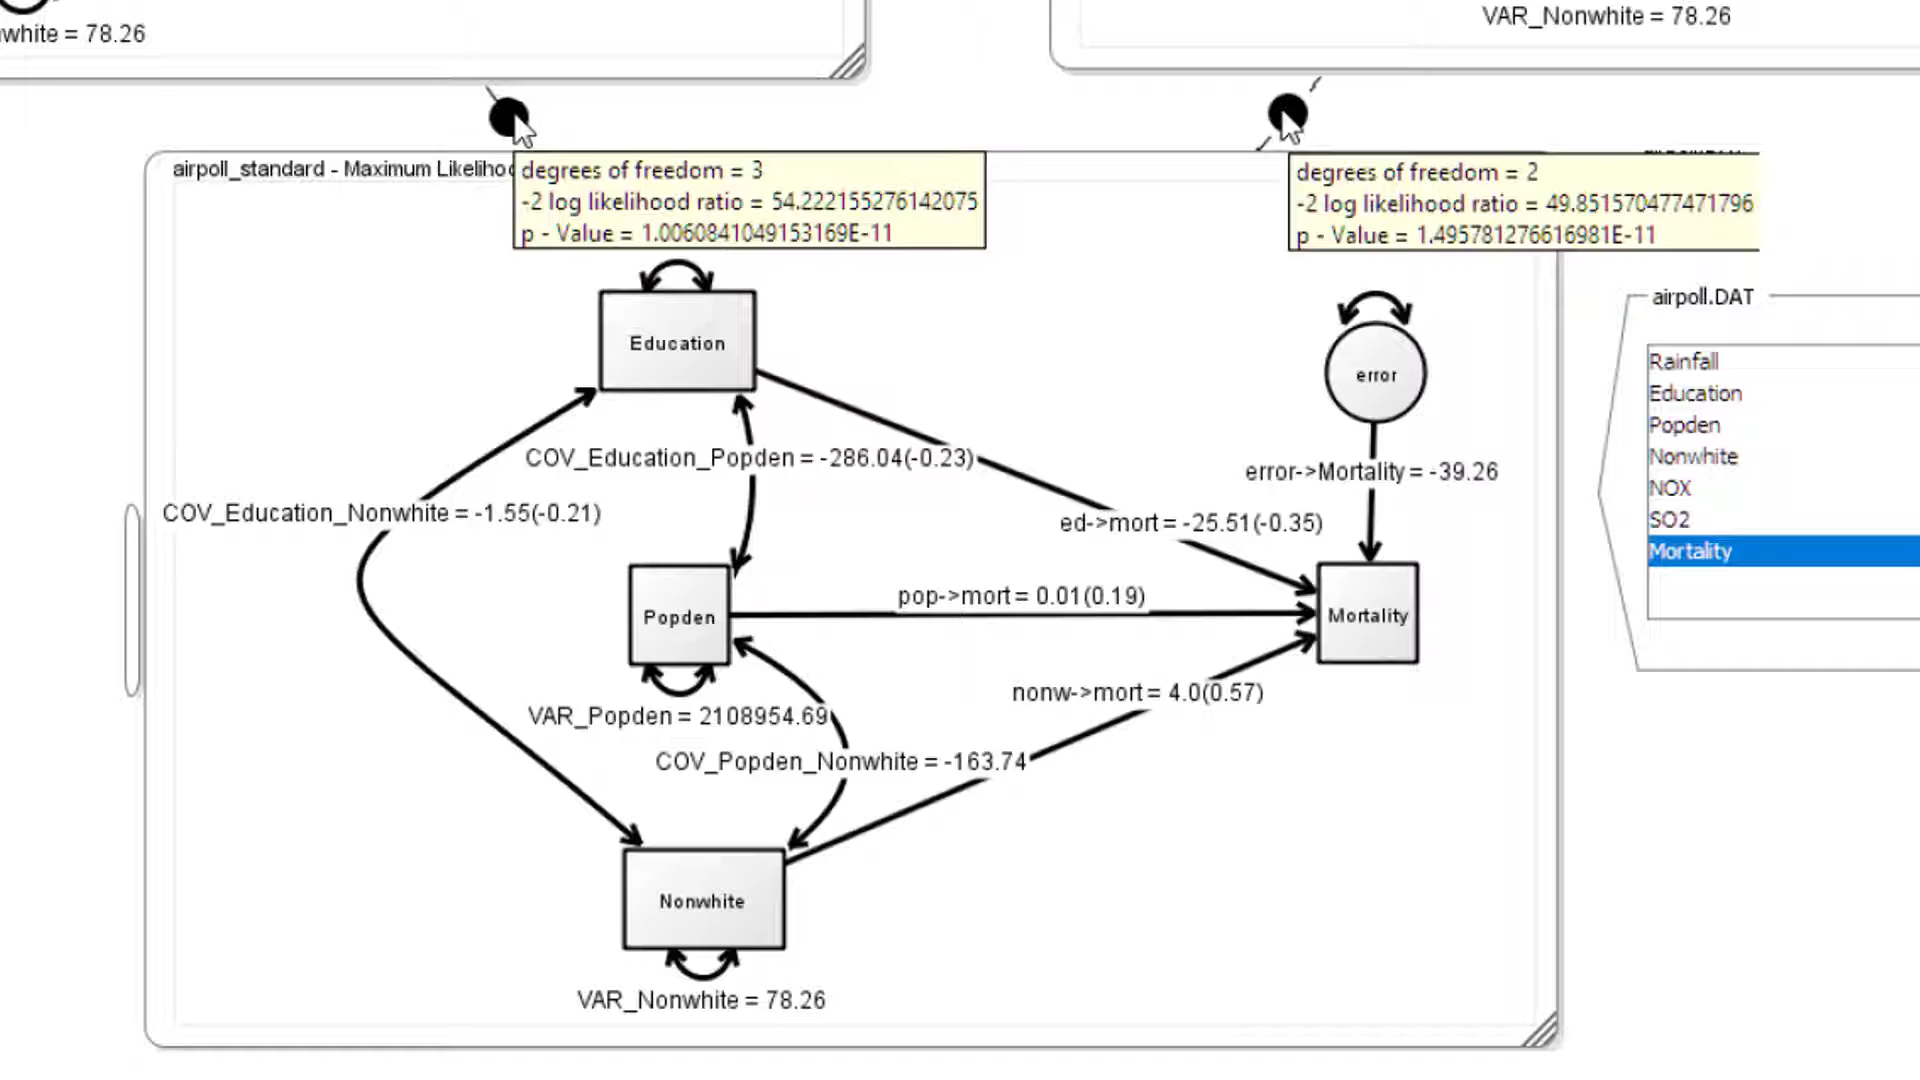 white = 78.26
VAR_Nonwhite = 78.26
airpoll_standard - Maximum
degrees of freedom = 3
-2 log likelihood ratio = 54.222155276142075
p - Value = 1.0060841049153169E-11
degrees of freedom = 2
-2 log likelihood ratio = 49.851570477471796
p - Value = 1.495781276616981E-11
Education
error
airpoll.DAT
Rainfall
Education
Popden
Nonwhite
NOX
SO2
Mortality
COV_Education_Popden = -286.04(-0.23)
error->Mortality = -39.26
COV_Education_Nonwhite = -1.55(-0.21)
ed->mort = -25.51(-0.35)
pop->mort = 0.01(0.19)
Popden
Mortality
nonw->mort = 4.0(0.57)
VAR_Popden = 2108954.69
COV_Popden_Nonwhite = -163.74
Nonwhite
VAR_Nonwhite = 78.26